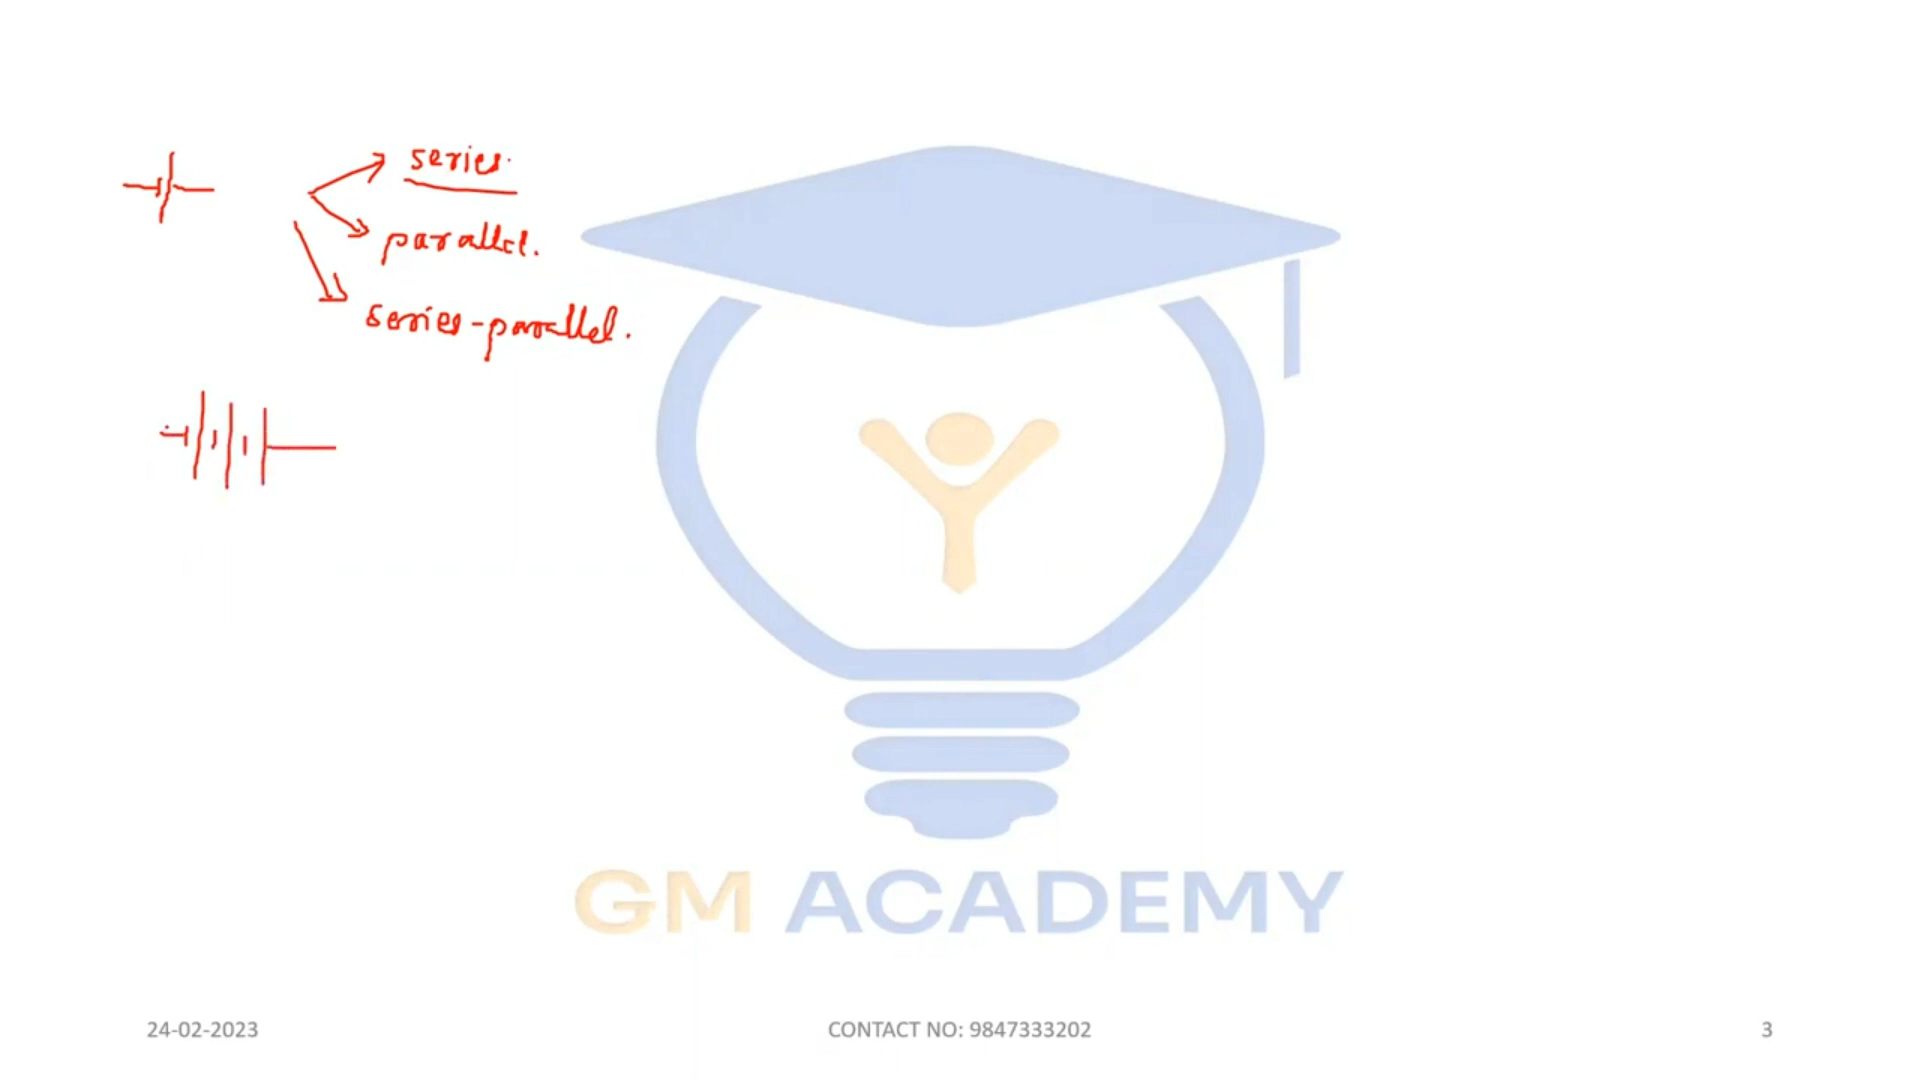 series.
parallel.
series-parallel.
GM ACADEMY
24-02-2023
CONTACT NO: 9847333202
3